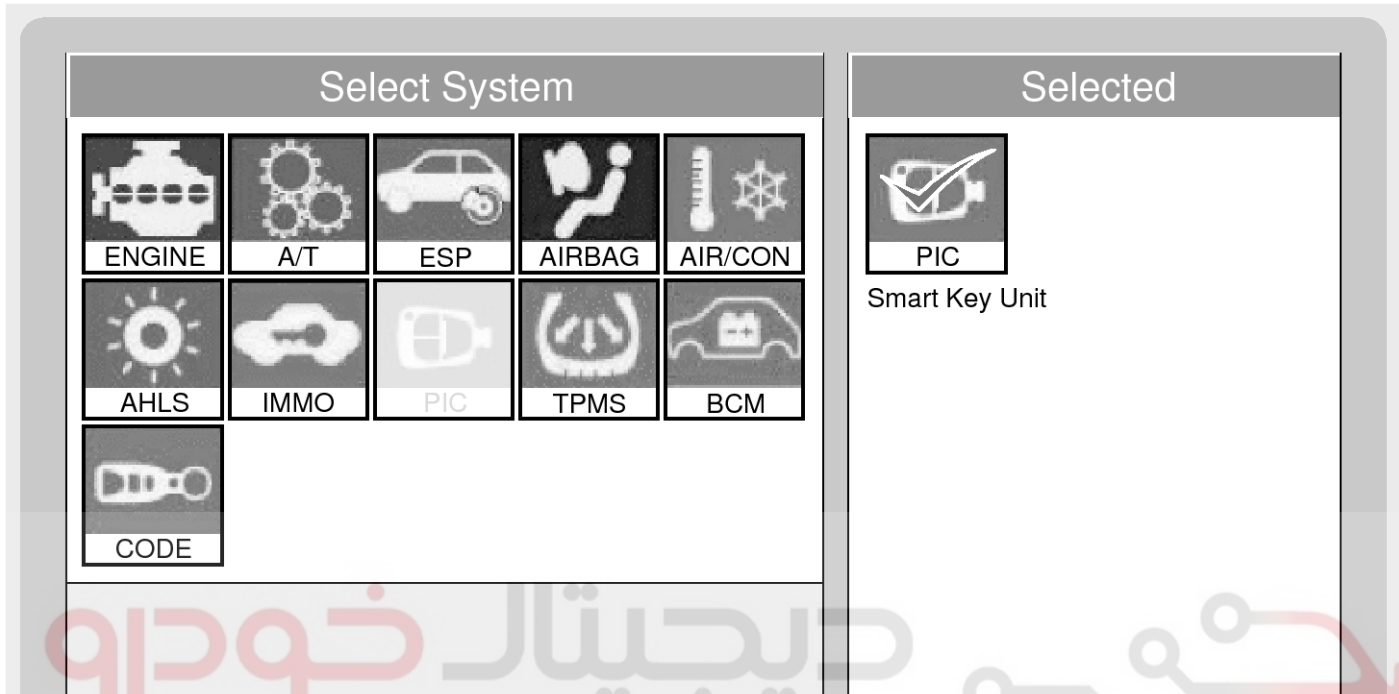 Select System
Selected
ENGINE
A/T
ESP
AIRBAG
AIR/CON
PIC
Smart Key Unit
AHLS
IMMO
PIC
TPMS
BCM
CODE
دیجیتال خودرو